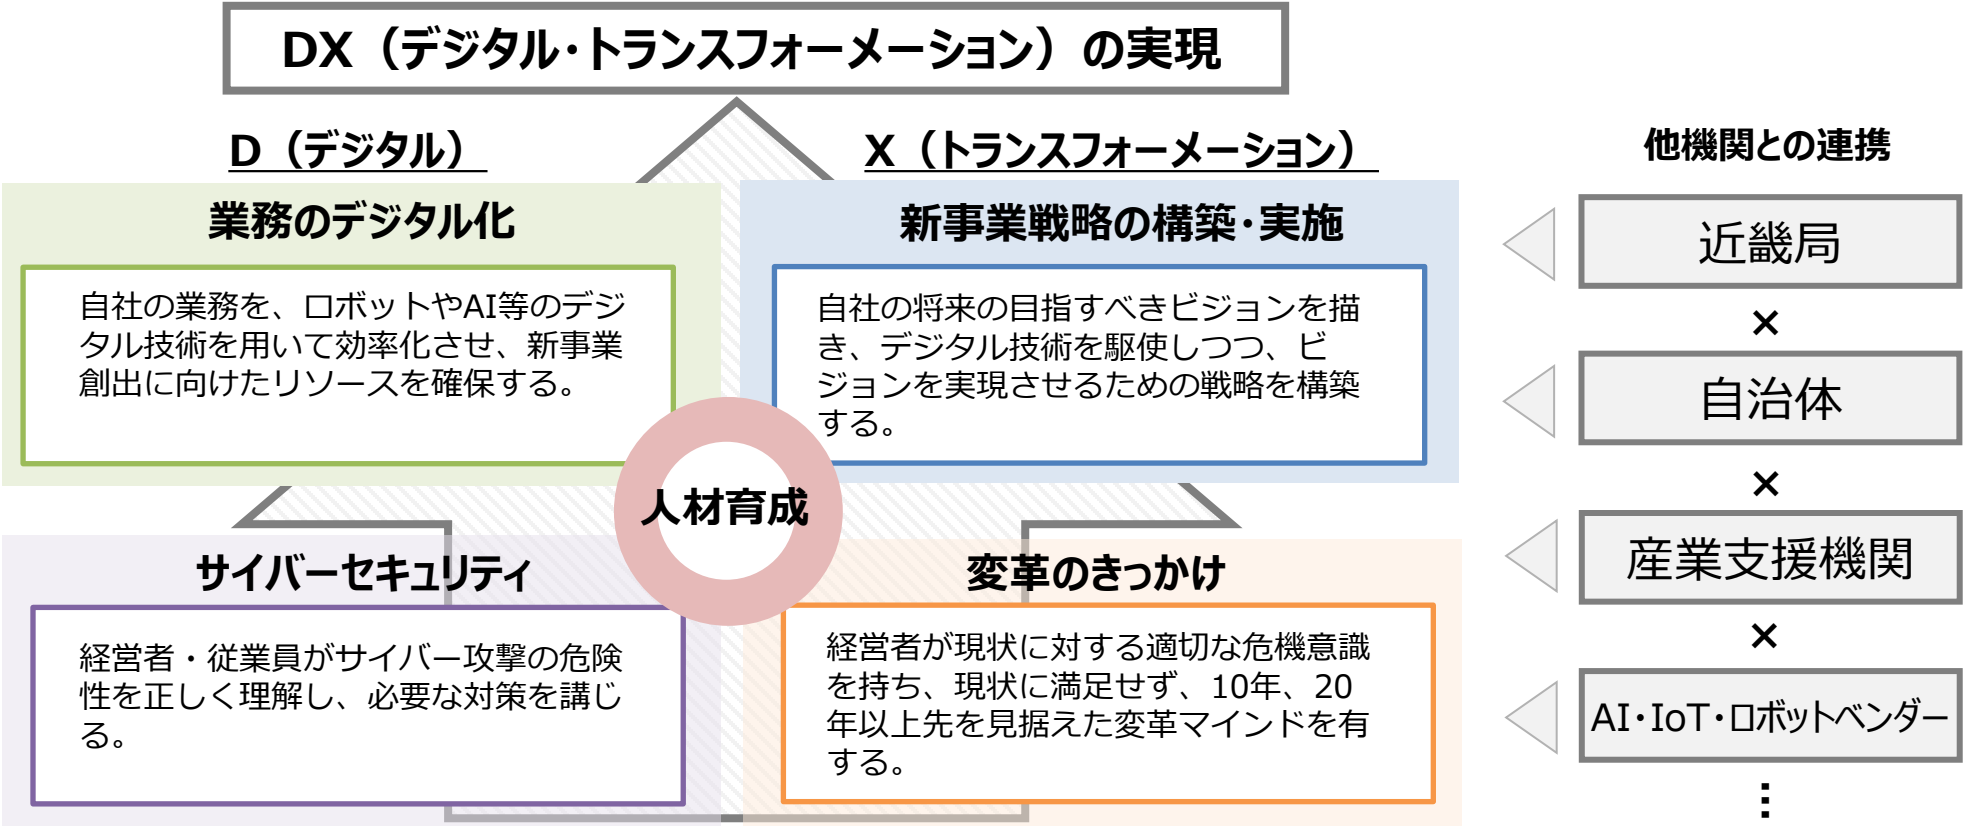 DX（デジタル・トランスフォーメーション）の実現
D（デジタル）
X（トランスフォーメーション）
業務のデジタル化
自社の業務を、ロボットやAI等のデジ
タル技術を用いて効率化させ、新事業
創出に向けたリソースを確保する。
新事業戦略の構築・実施
自社の将来の目指すべきビジョンを描
き、デジタル技術を駆使しつつ、ビ
ジョンを実現させるための戦略を構築
する。
人材育成
サイバーセキュリティ
経営者・従業員がサイバー攻撃の危険
性を正しく理解し、必要な対策を講じ
る。
変革のきっかけ
経営者が現状に対する適切な危機意識
を持ち、現状に満足せず、10年、20
年以上先を見据えた変革マインドを有
する。
他機関との連携
近畿局
×
自治体
×
産業支援機関
×
AI・IoT・ロボットベンダー
…